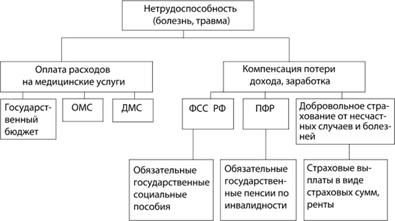 Нетрудоспособность
(болезнь, травма)
Оплата расходов
на медицинские услуги
Компенсация потери
дохода, заработка
Государст-
венный
бюджет
ОМС
ДМС
ФСС РФ
ПФР
Добровольное стра-
хование от несчаст-
ных случаев и болез-
ней
Обязательные
государственные
социальные
пособия
Обязательные
государствен-
ные пенсии по
инвалидности
Страховые вы-
платы в виде
страховых сумм,
ренты